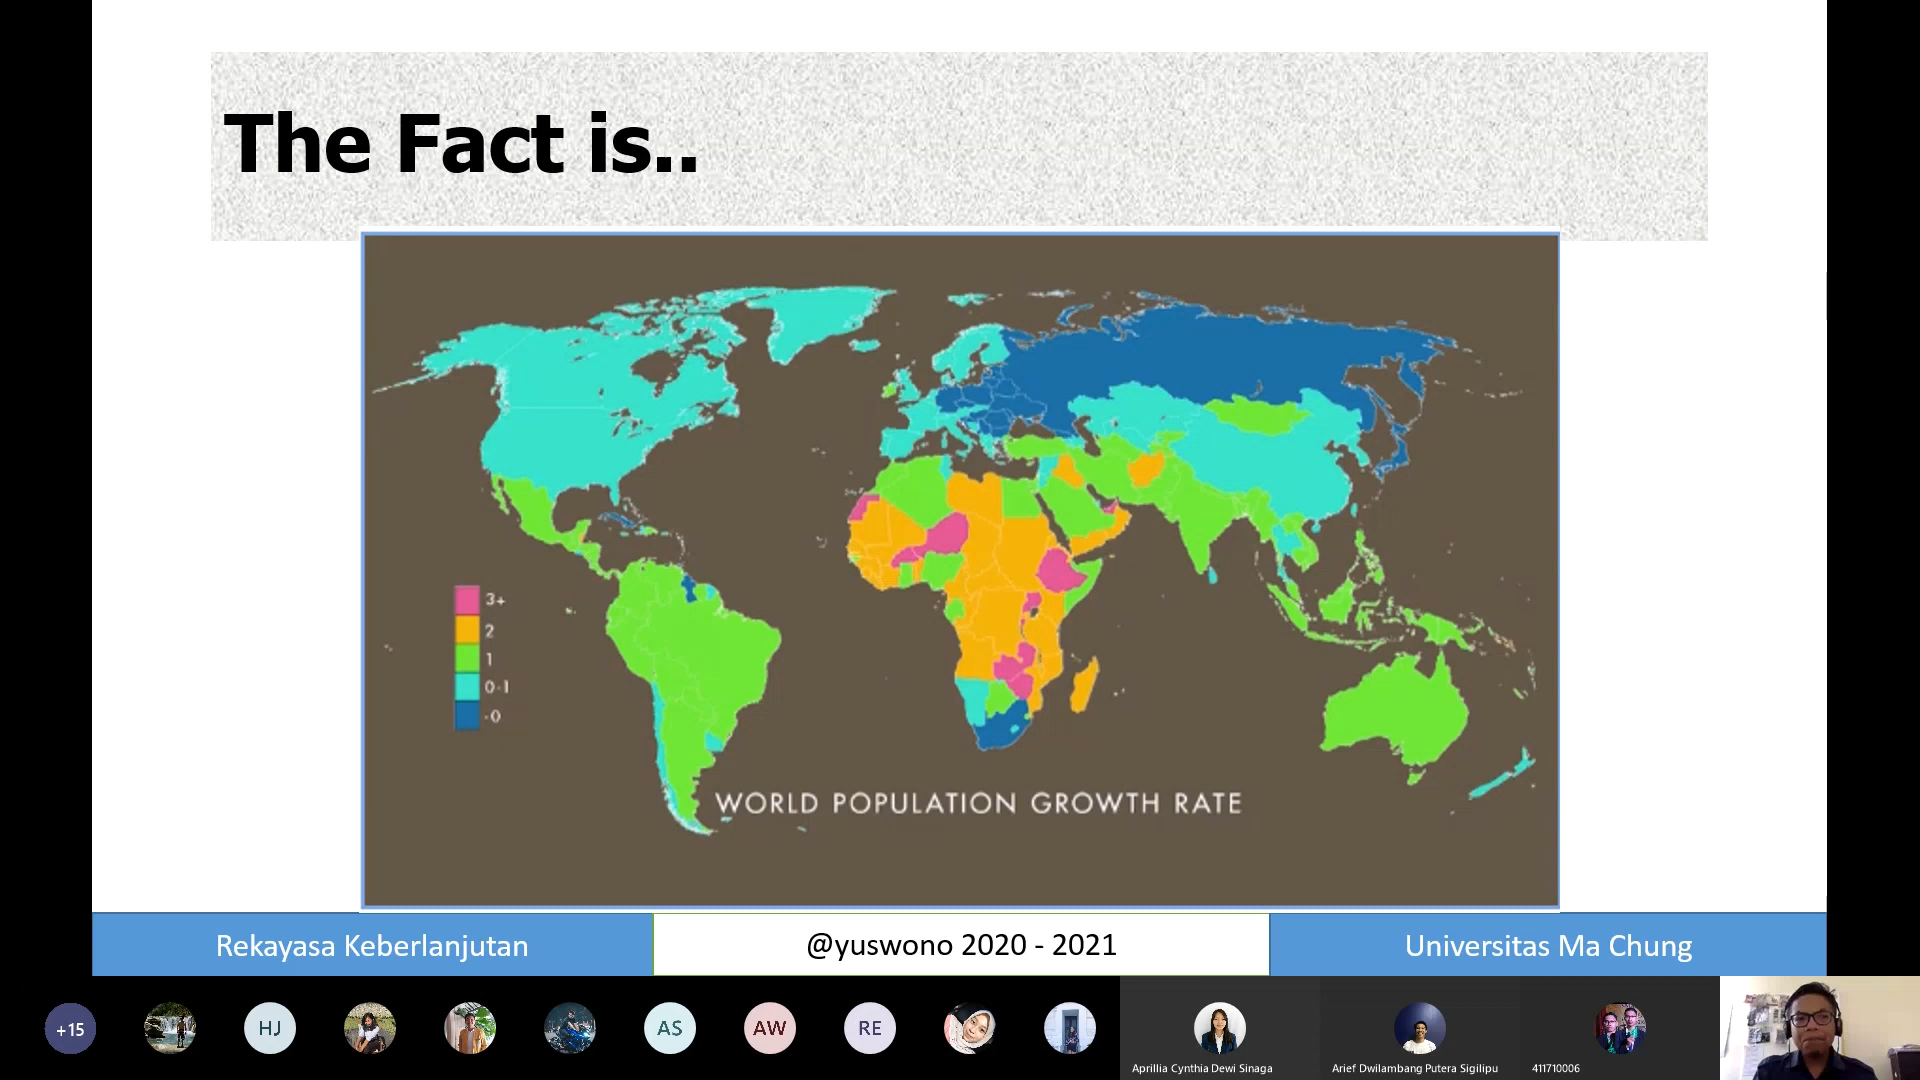 The Fact is..
3+
2
1
0-1
-0
WORLD POPULATION GROWTH RATE
Rekayasa Keberlanjutan
@yuswono 2020 - 2021
Universitas Ma Chung
+15
HJ
AS
AW
RE
Aprillia Cynthia Dewi Sinaga
Arief Dwilambang Putera Sigilipu
411710006